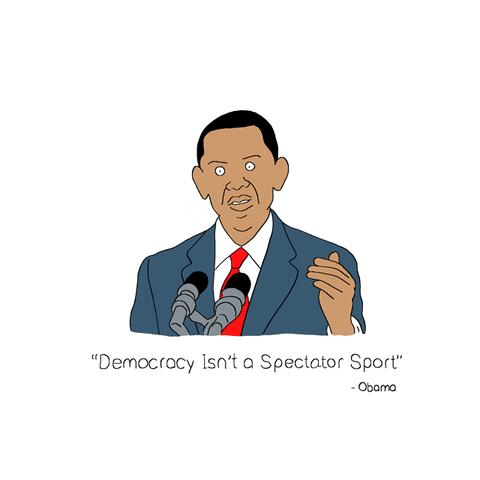 “Democracy Isn't a Spectator Sport”
- Obama